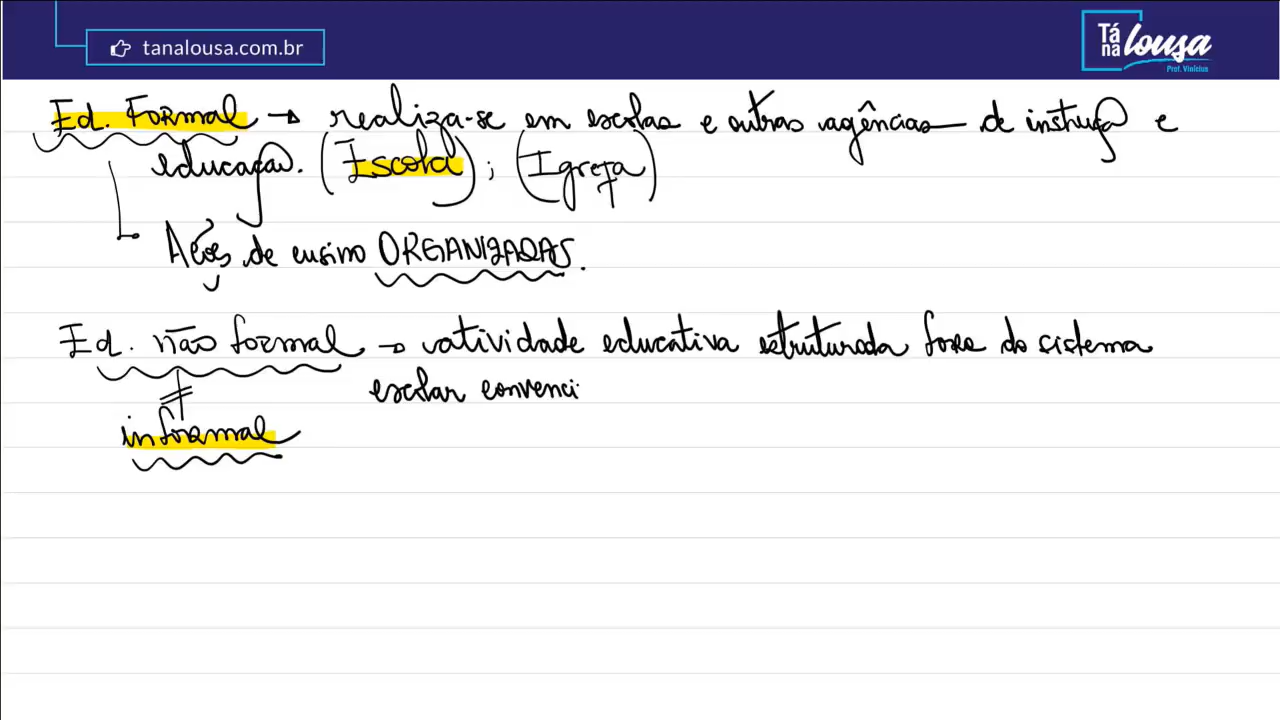 tanalousa.com.br
Tá na lousa
Prof. Vinícius
Ed. Formal → realiza-se em escolas e outras agências de instrução e
educação. (Escola) ; (Igreja)
Ações de ensino ORGANIZADAS.
Ed. não formal → atividade educativa estruturada fora do sistema
escolar convenci
≠
informal